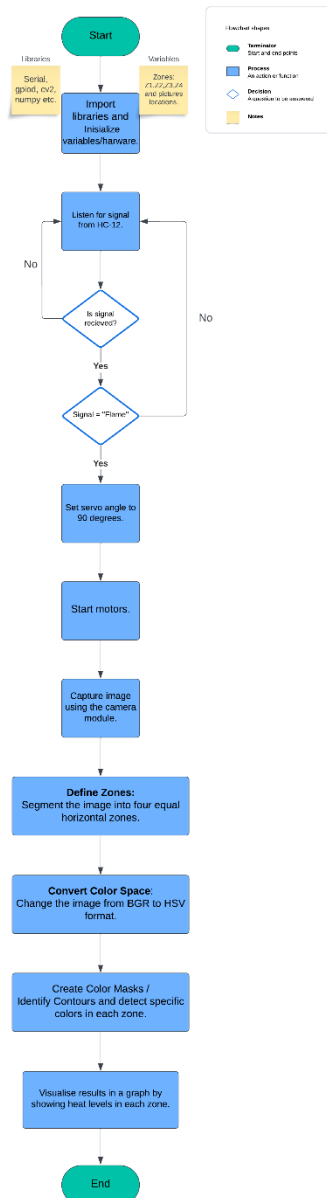 Start
Libraries
Variables
Serial,
gpiod, cv2,
numpy etc.
Zones:
Z1,Z2,Z3,Z4
and pictures
locations.
Import
libraries and
Inisialize
variables/harware.
Listen for signal
from HC-12.
No
No
Is signal
recieved?
Yes
Signal = "Flame"
Yes
Set servo angle to
90 degrees.
Start motors.
Capture image
using the camera
module.
Define Zones:
Segment the image into four equal
horizontal zones.
Convert Color Space:
Change the image from BGR to HSV
format.
Create Color Masks /
Identify Contours and detect specific
colors in each zone.
Visualise results in a graph by
showing heat levels in each zone.
End
Flowchart shapes
Terminator
Start and end points
Process
An action or function
Decision
A question to be answered
Notes